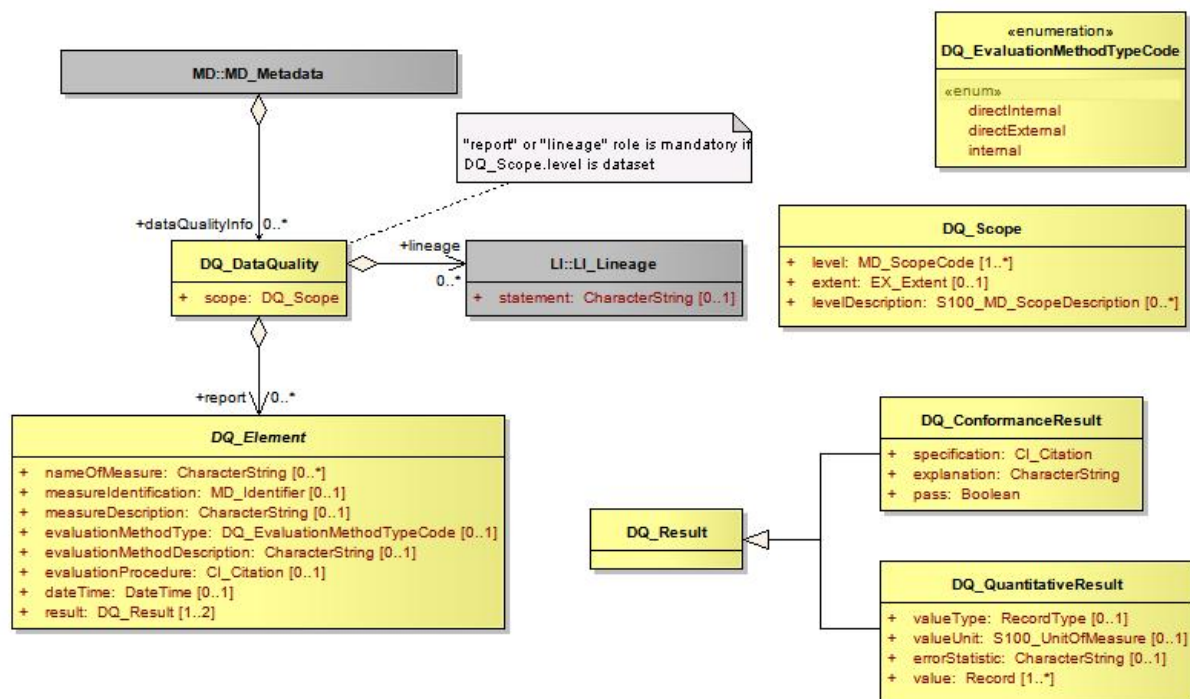 MD::MD_Metadata
«enumeration»
DQ_EvaluationMethodTypeCode
«enum»
directInternal
directExternal
internal
"report" or "lineage" role is mandatory if
DQ_Scope.level is dataset
+dataQualityInfo 0..*
DQ_DataQuality
+ scope: DQ_Scope
+lineage
0..*
LI::LI_Lineage
+ statement: CharacterString [0..1]
DQ_Scope
+ level: MD_ScopeCode [1..*]
+ extent: EX_Extent [0..1]
+ levelDescription: S100_MD_ScopeDescription [0..*]
+report 0..*
DQ_Element
+ nameOfMeasure: CharacterString [0..*]
+ measureIdentification: MD_Identifier [0..1]
+ measureDescription: CharacterString [0..1]
+ evaluationMethodType: DQ_EvaluationMethodTypeCode [0..1]
+ evaluationMethodDescription: CharacterString [0..1]
+ evaluationProcedure: CI_Citation [0..1]
+ dateTime: DateTime [0..1]
+ result: DQ_Result [1..2]
DQ_Result
DQ_ConformanceResult
+ specification: CI_Citation
+ explanation: CharacterString
+ pass: Boolean
DQ_QuantitativeResult
+ valueType: RecordType [0..1]
+ valueUnit: S100_UnitOfMeasure [0..1]
+ errorStatistic: CharacterString [0..1]
+ value: Record [1..*]